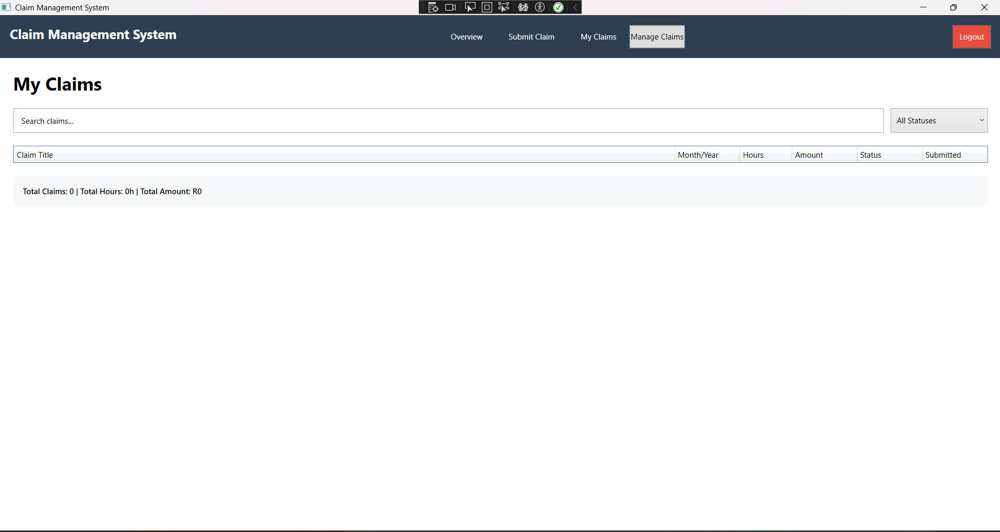 Claim Management System
Claim Management System
Overview Submit Claim My Claims Manage Claims Logout
My Claims
Search claims... All Statuses
Claim Title Month/Year Hours Amount Status Submitted
Total Claims: 0 | Total Hours: 0h | Total Amount: R0